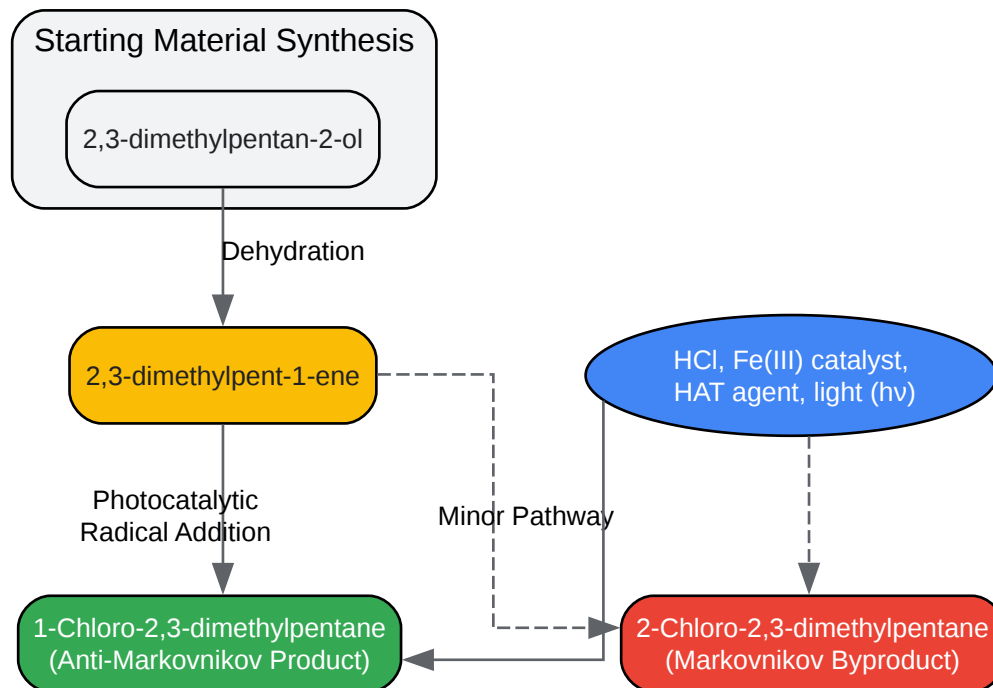 Starting Material Synthesis
2,3-dimethylpentan-2-ol
Dehydration
2,3-dimethylpent-1-ene
HCl, Fe(III) catalyst,
HAT agent, light (hν)
Photocatalytic
Radical Addition
Minor Pathway
1-Chloro-2,3-dimethylpentane
(Anti-Markovnikov Product)
2-Chloro-2,3-dimethylpentane
(Markovnikov Byproduct)